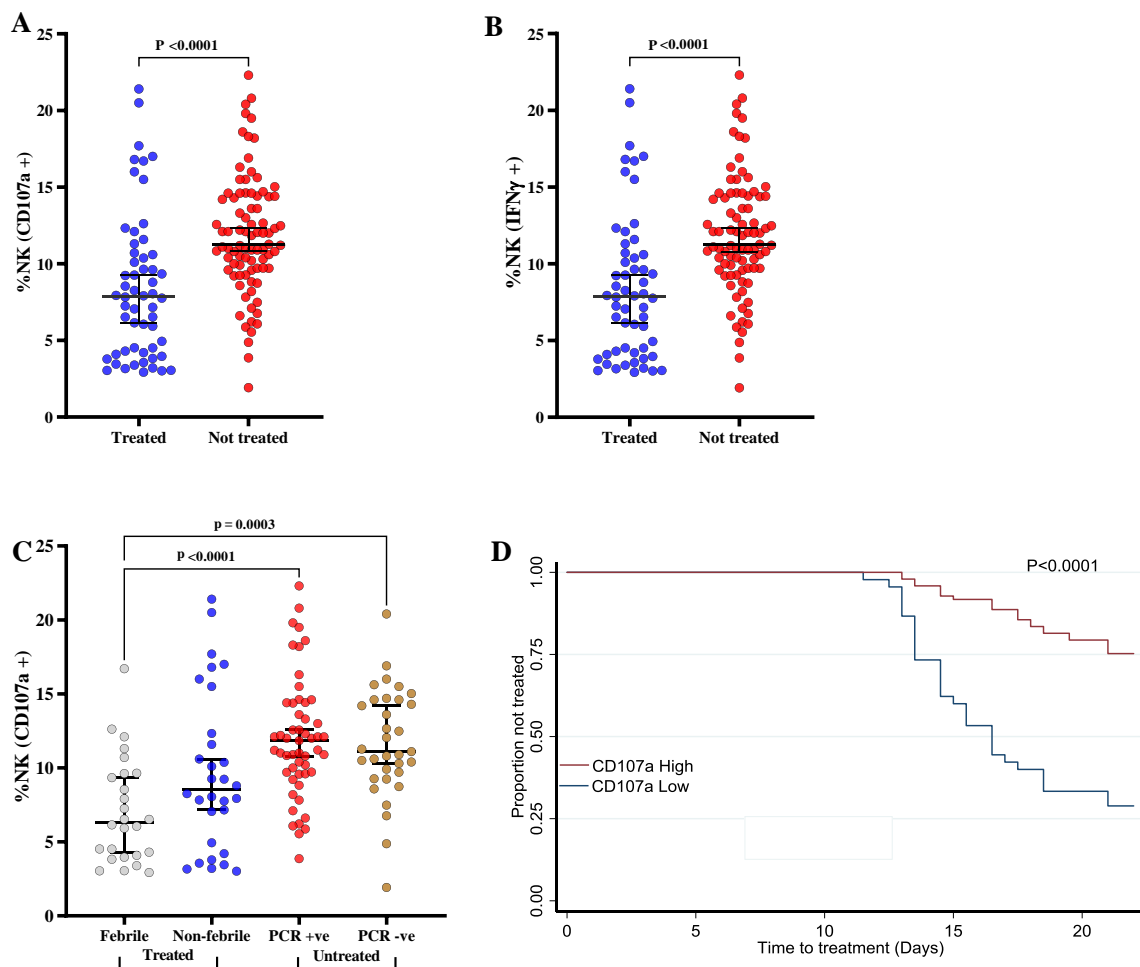 A
P <0.0001
%NK (CD107a +)
25
20
15
10
5
0
Treated
Not treated
B
P <0.0001
%NK (IFNγ +)
25
20
15
10
5
0
Treated
Not treated
C
p = 0.0003
P <0.0001
%NK (CD107a +)
25
20
15
10
5
0
Febrile
Non-febrile
PCR +ve
PCR -ve
Treated
Untreated
D
P<0.0001
Proportion not treated
1.00
0.75
0.50
0.25
0.00
CD107a High
CD107a Low
0
5
10
15
20
Time to treatment (Days)